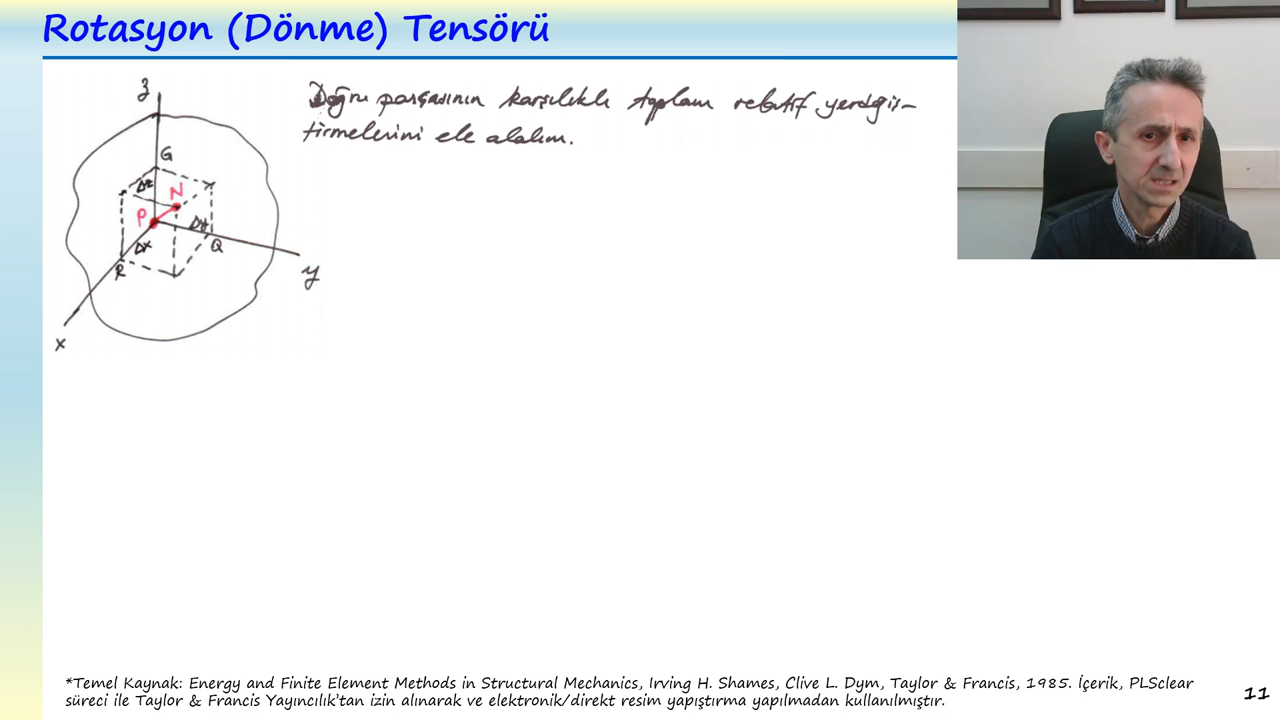 Rotasyon (Dönme) Tensörü
Doğru parçasının karşılıklı toplam relatif yerdeğiş-
tirmelerini ele alalım.
z
G
Δz
N
P
Δy
Δx
Q
R
y
x
*Temel Kaynak: Energy and Finite Element Methods in Structural Mechanics, Irving H. Shames, Clive L. Dym, Taylor & Francis, 1985. İçerik, PLSclear
süreci ile Taylor & Francis Yayıncılık'tan izin alınarak ve elektronik/direkt resim yapıştırma yapılmadan kullanılmıştır.
11